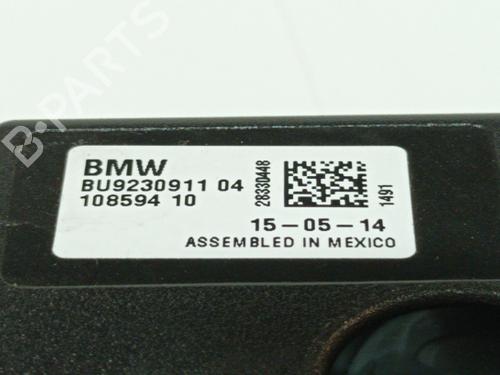 B-PARTS
BMW
BU9230911 04
108594 10
28330448
1491
15-05-14
ASSEMBLED IN MEXICO